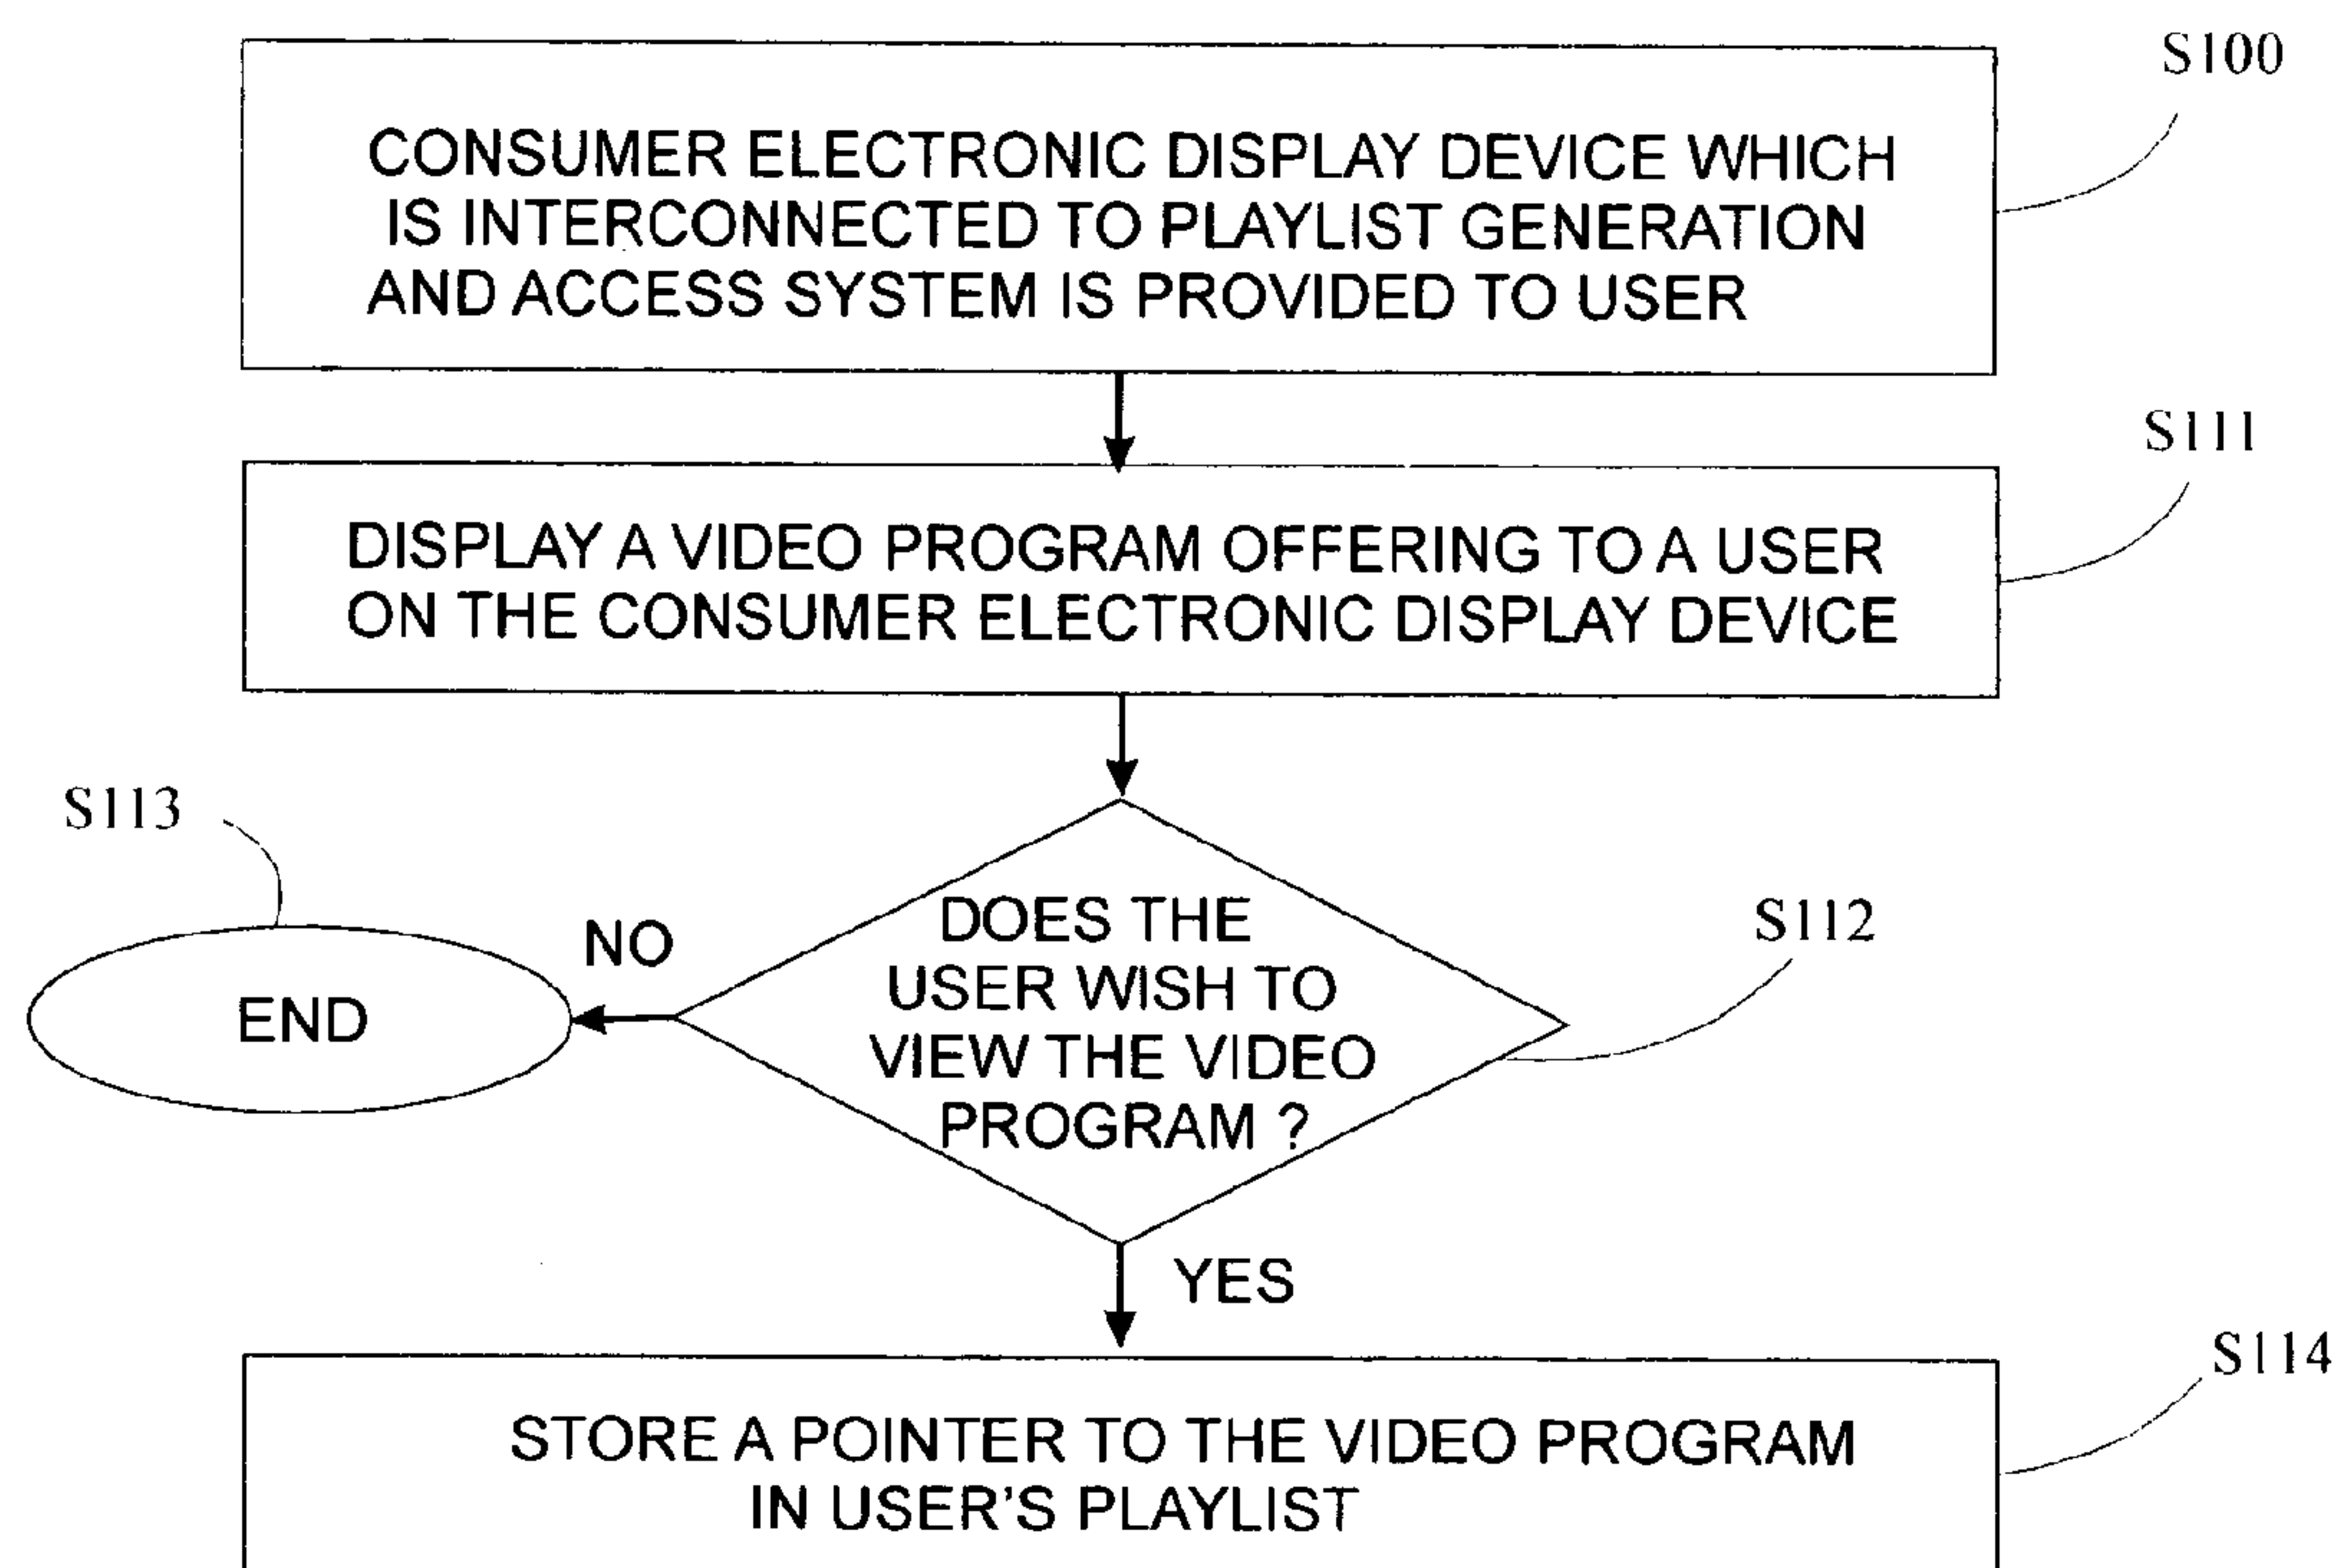 S100
CONSUMER ELECTRONIC DISPLAY DEVICE WHICH
IS INTERCONNECTED TO PLAYLIST GENERATION
AND ACCESS SYSTEM IS PROVIDED TO USER
S111
DISPLAY A VIDEO PROGRAM OFFERING TO A USER
ON THE CONSUMER ELECTRONIC DISPLAY DEVICE
S113
END
NO
DOES THE
USER WISH TO
VIEW THE VIDEO
PROGRAM ?
S112
YES
S114
STORE A POINTER TO THE VIDEO PROGRAM
IN USER'S PLAYLIST